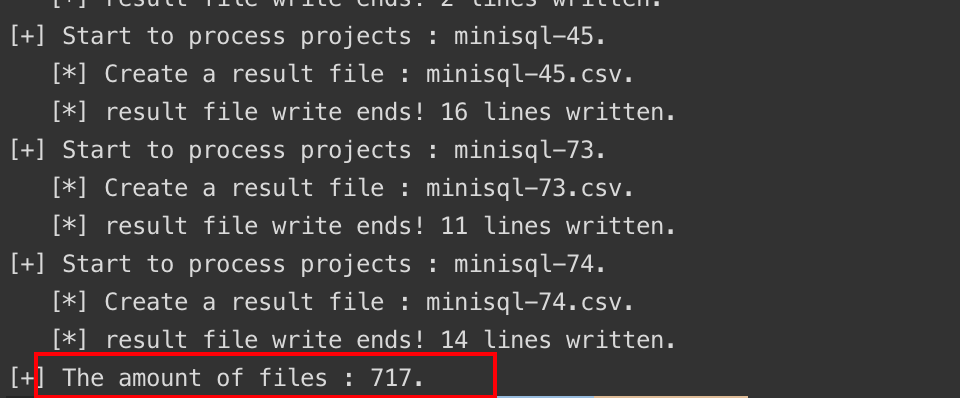 [*] result file write ends! 2 lines written.
[+] Start to process projects : minisql-45.
[*] Create a result file : minisql-45.csv.
[*] result file write ends! 16 lines written.
[+] Start to process projects : minisql-73.
[*] Create a result file : minisql-73.csv.
[*] result file write ends! 11 lines written.
[+] Start to process projects : minisql-74.
[*] Create a result file : minisql-74.csv.
[*] result file write ends! 14 lines written.
[+] The amount of files : 717.